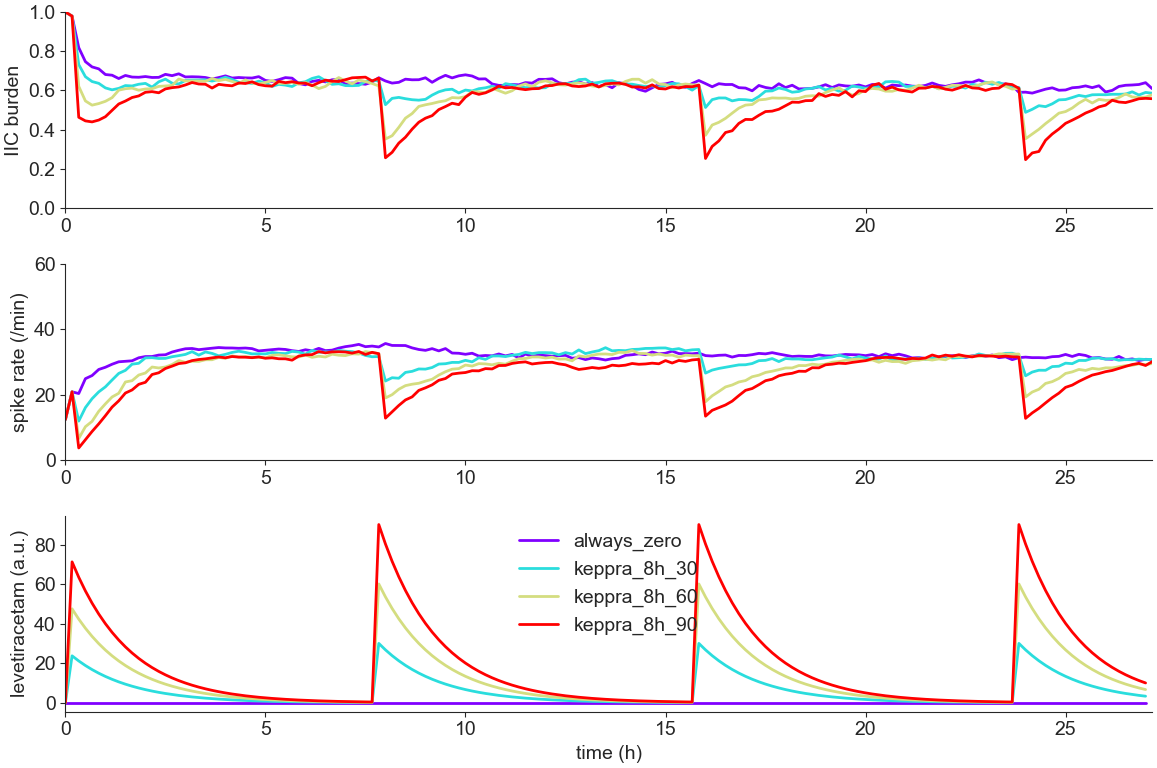 IIC burden
1.0
0.8
0.6
0.4
0.2
0.0
0 5 10 15 20 25
spike rate (/min)
60
40
20
0
0 5 10 15 20 25
levetiracetam (a.u.)
80
60
40
20
0
always_zero
keppra_8h_30
keppra_8h_60
keppra_8h_90
0 5 10 15 20 25
time (h)